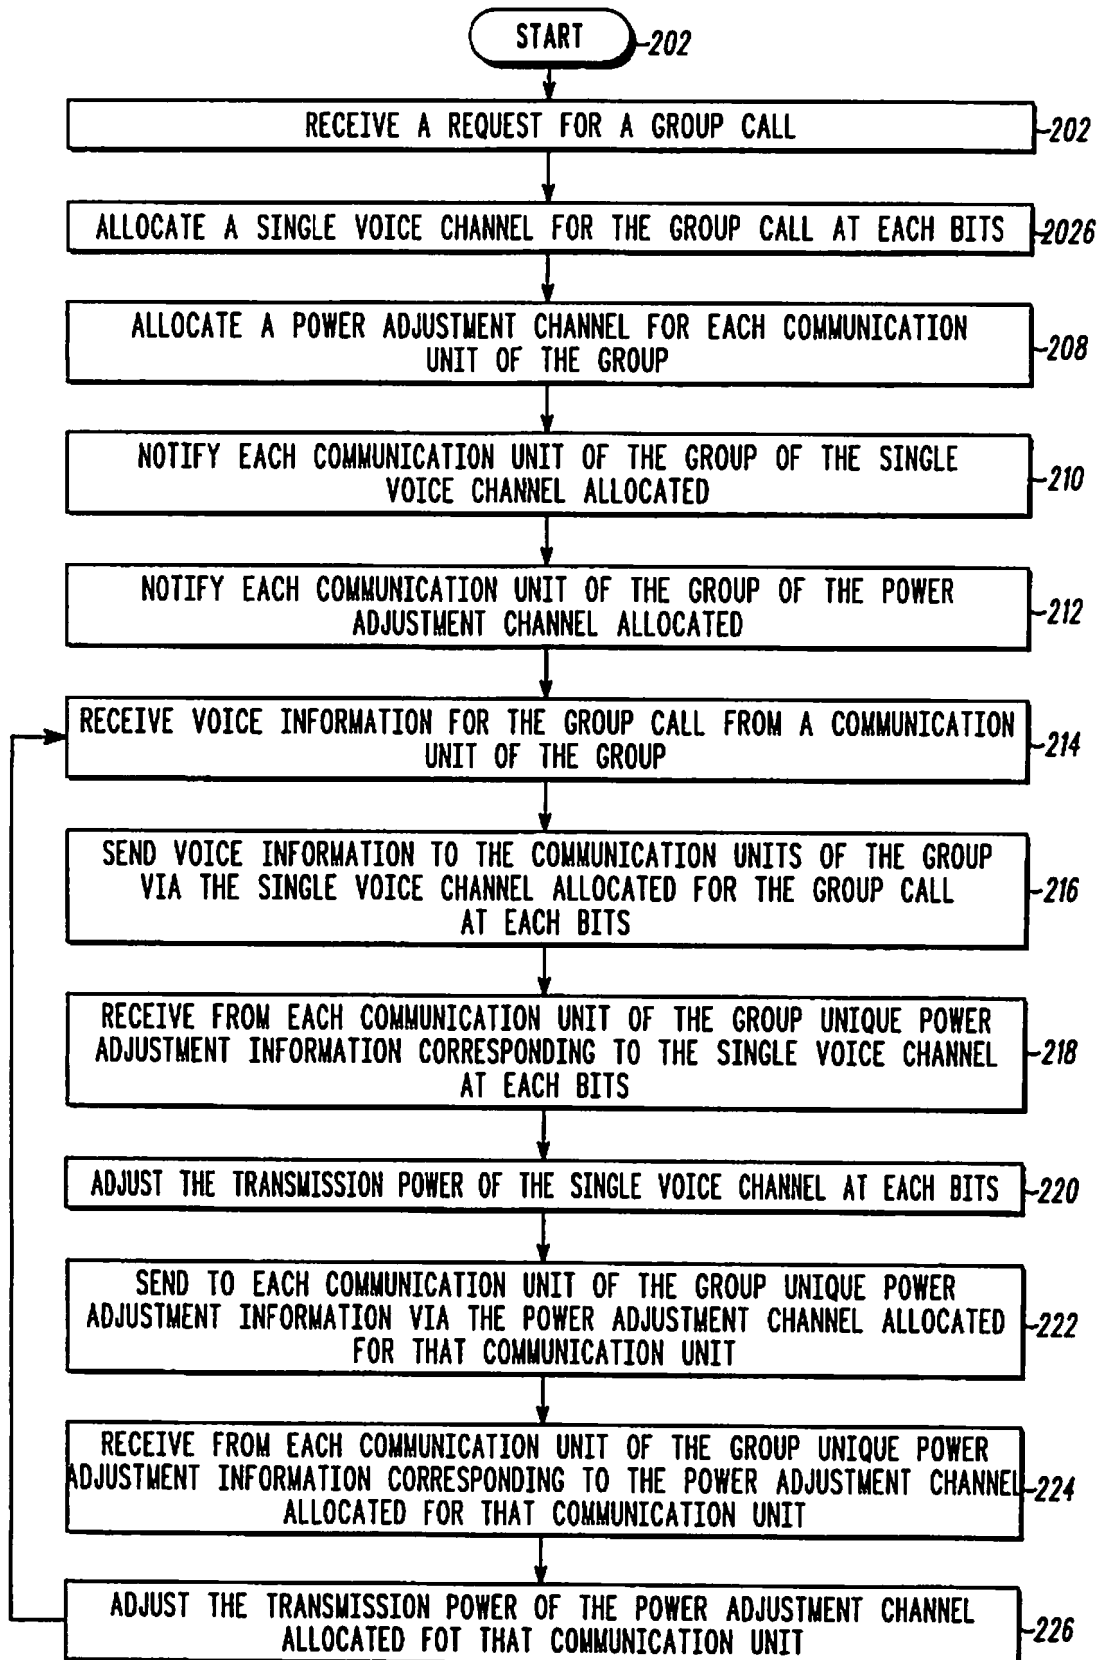 START
202
RECEIVE A REQUEST FOR A GROUP CALL
202
ALLOCATE A SINGLE VOICE CHANNEL FOR THE GROUP CALL AT EACH BITS
2026
ALLOCATE A POWER ADJUSTMENT CHANNEL FOR EACH COMMUNICATION
UNIT OF THE GROUP
208
NOTIFY EACH COMMUNICATION UNIT OF THE GROUP OF THE SINGLE
VOICE CHANNEL ALLOCATED
210
NOTIFY EACH COMMUNICATION UNIT OF THE GROUP OF THE POWER
ADJUSTMENT CHANNEL ALLOCATED
212
RECEIVE VOICE INFORMATION FOR THE GROUP CALL FROM A COMMUNICATION
UNIT OF THE GROUP
214
SEND VOICE INFORMATION TO THE COMMUNICATION UNITS OF THE GROUP
VIA THE SINGLE VOICE CHANNEL ALLOCATED FOR THE GROUP CALL
AT EACH BITS
216
RECEIVE FROM EACH COMMUNICATION UNIT OF THE GROUP UNIQUE POWER
ADJUSTMENT INFORMATION CORRESPONDING TO THE SINGLE VOICE CHANNEL
AT EACH BITS
218
ADJUST THE TRANSMISSION POWER OF THE SINGLE VOICE CHANNEL AT EACH BITS
220
SEND TO EACH COMMUNICATION UNIT OF THE GROUP UNIQUE POWER
ADJUSTMENT INFORMATION VIA THE POWER ADJUSTMENT CHANNEL ALLOCATED
FOR THAT COMMUNICATION UNIT
222
RECEIVE FROM EACH COMMUNICATION UNIT OF THE GROUP UNIQUE POWER
ADJUSTMENT INFORMATION CORRESPONDING TO THE POWER ADJUSTMENT CHANNEL
ALLOCATED FOR THAT COMMUNICATION UNIT
224
ADJUST THE TRANSMISSION POWER OF THE POWER ADJUSTMENT CHANNEL
ALLOCATED FOT THAT COMMUNICATION UNIT
226